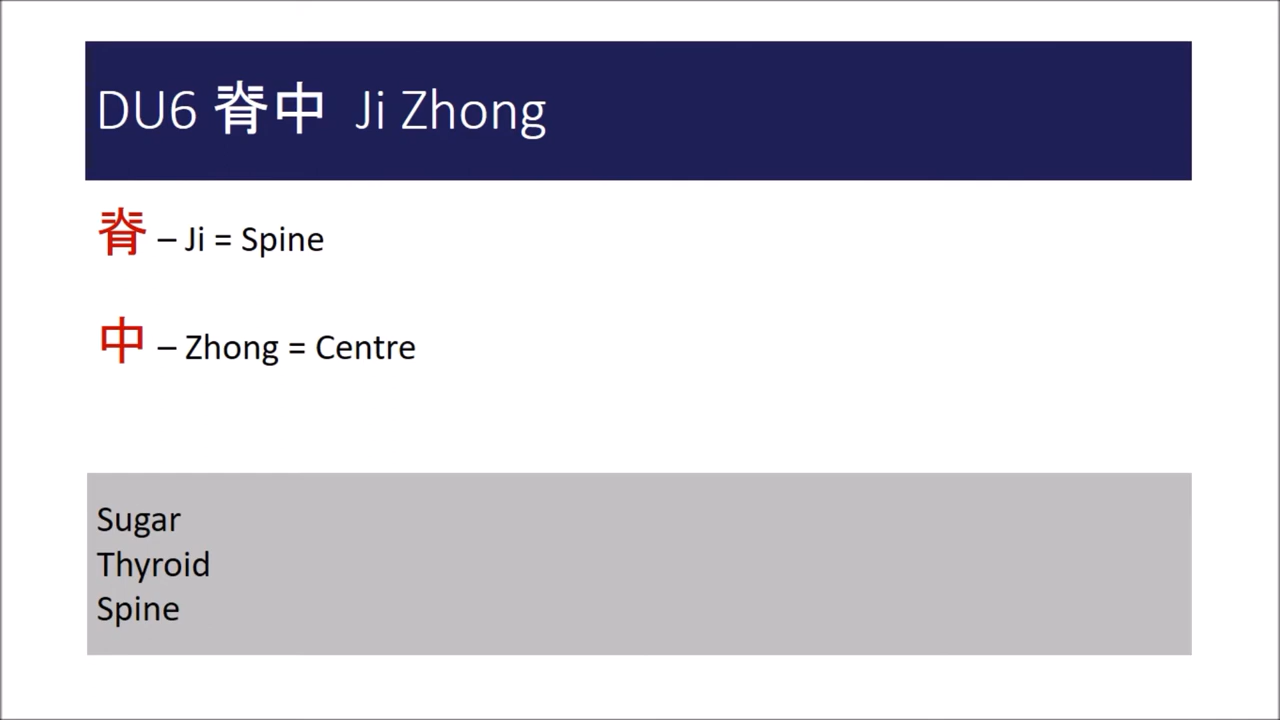 DU6 脊中 Ji Zhong
脊 – Ji = Spine
中 – Zhong = Centre
Sugar
Thyroid
Spine